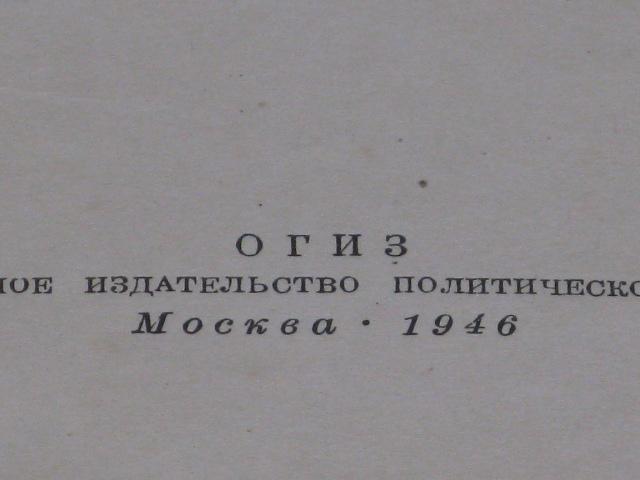 ОГИЗ
НОЕ ИЗДАТЕЛЬСТВО ПОЛИТИЧЕСКО
Москва · 1946